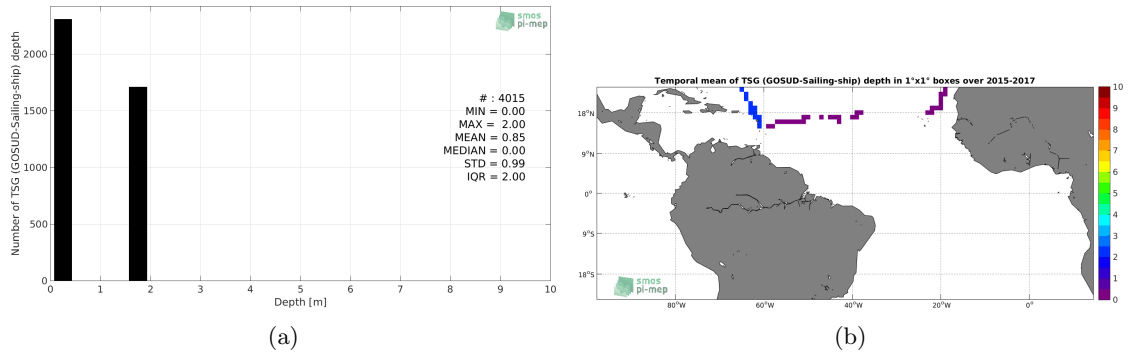 smos
pi-mep
Number of TSG (GOSUD-Sailing-ship) depth
2000
1500
1000
500
0
# : 4015
MIN = 0.00
MAX = 2.00
MEAN = 0.85
MEDIAN = 0.00
STD = 0.99
IQR = 2.00
0 1 2 3 4 5 6 7 8 9 10
Depth [m]
(a)
Temporal mean of TSG (GOSUD-Sailing-ship) depth in 1°x1° boxes over 2015-2017
18°N
9°N
0°
9°S
18°S
80°W 60°W 40°W 20°W 0°
10
9
8
7
6
5
4
3
2
1
0
smos
pi-mep
(b)